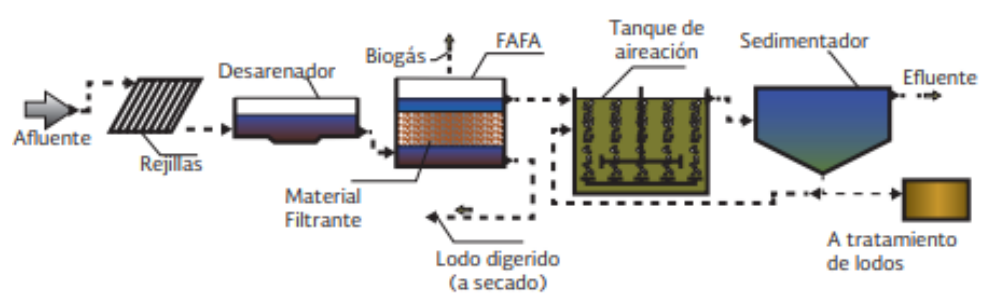 Afluente
Rejillas
Desarenador
Biogás
FAFA
Material
Filtrante
Lodo digerido
(a secado)
Tanque de
aireación
Sedimentador
Efluente
A tratamiento
de lodos